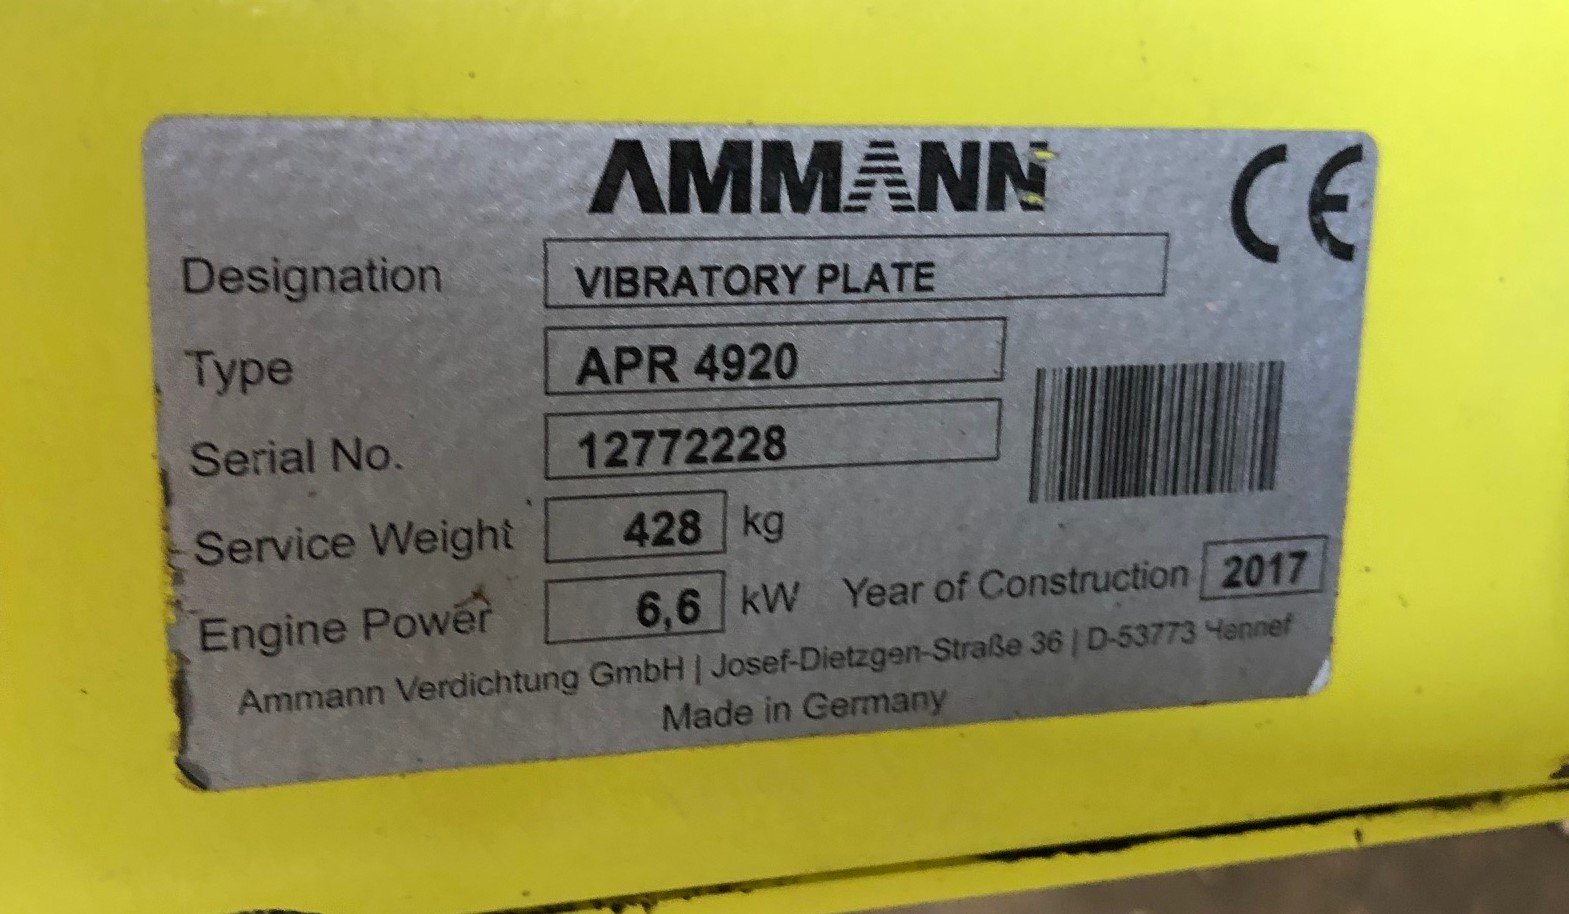 AMMANN
CE
Designation VIBRATORY PLATE
Type APR 4920
Serial No. 12772228
Service Weight 428 kg
Engine Power 6,6 kW Year of Construction 2017
Ammann Verdichtung GmbH | Josef-Dietzgen-Straße 36 | D-53773 Hennef
Made in Germany